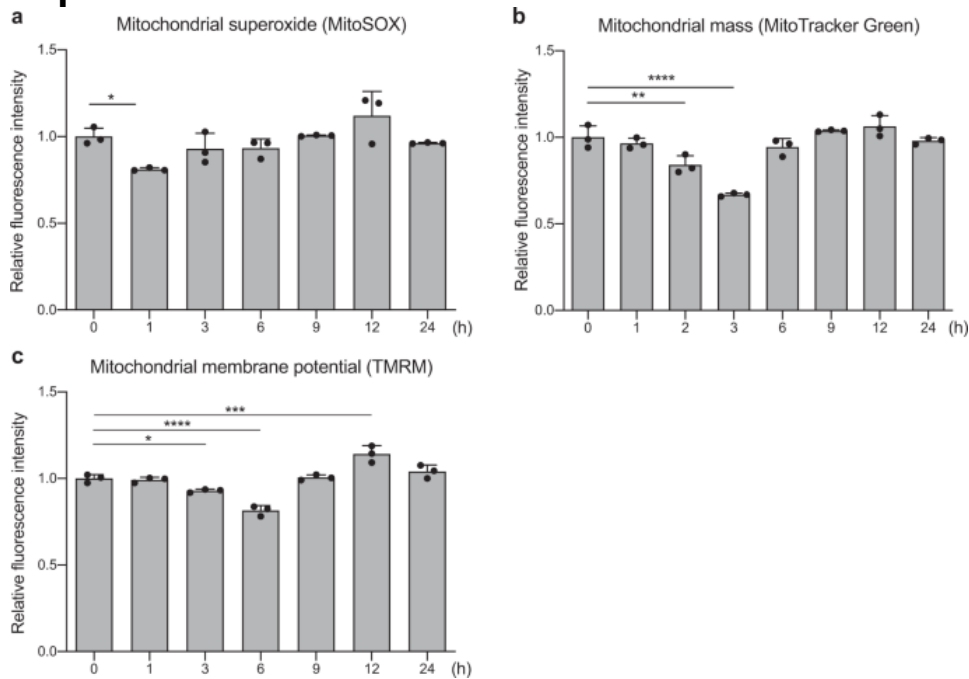 a
Mitochondrial superoxide (MitoSOX)
Relative fluorescence intensity
1.5
1.0
0.5
0.0
*
0 1 3 6 9 12 24 (h)
b
Mitochondrial mass (MitoTracker Green)
Relative fluorescence intensity
1.5
1.0
0.5
0.0
****
**
0 1 2 3 6 9 12 24 (h)
c
Mitochondrial membrane potential (TMRM)
Relative fluorescence intensity
1.5
1.0
0.5
0.0
***
****
*
0 1 3 6 9 12 24 (h)